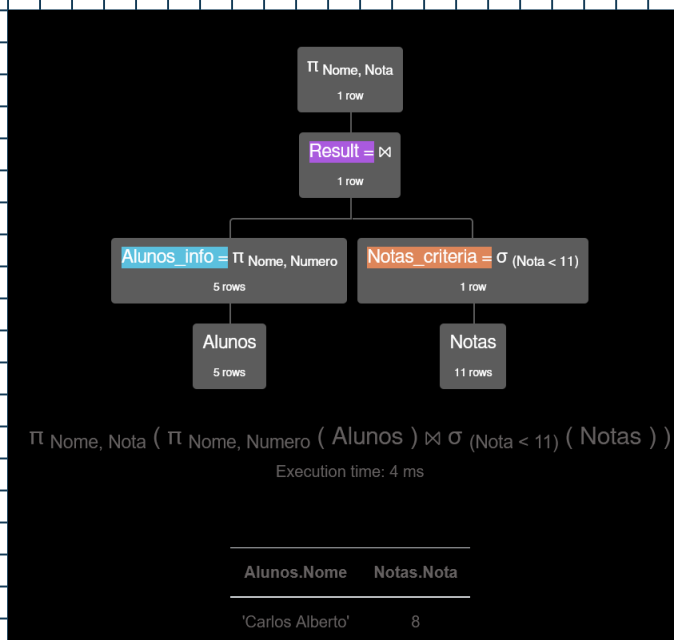 π Nome, Nota
1 row
Result = ⋈
1 row
Alunos_info = π Nome, Numero
5 rows
Notas_criteria = σ (Nota < 11)
1 row
Alunos
5 rows
Notas
11 rows
π Nome, Nota ( π Nome, Numero ( Alunos ) ⋈ σ (Nota < 11) ( Notas ) )
Execution time: 4 ms
Alunos.Nome Notas.Nota
'Carlos Alberto' 8